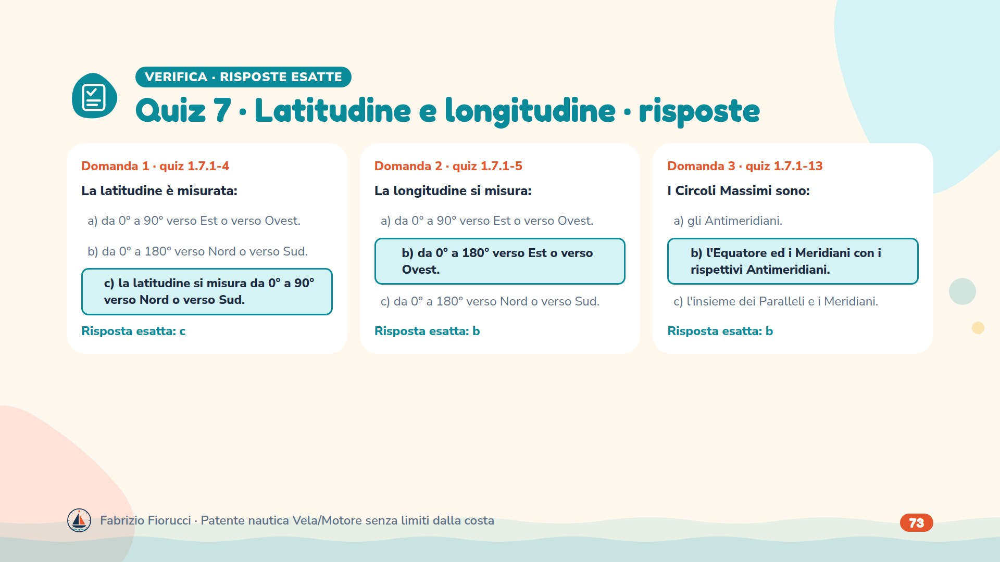 VERIFICA · RISPOSTE ESATTE
Quiz 7 · Latitudine e longitudine · risposte
Domanda 1 · quiz 1.7.1-4
La latitudine è misurata:
a) da 0° a 90° verso Est o verso Ovest.
b) da 0° a 180° verso Nord o verso Sud.
c) la latitudine si misura da 0° a 90°
verso Nord o verso Sud.
Risposta esatta: c
Domanda 2 · quiz 1.7.1-5
La longitudine si misura:
a) da 0° a 90° verso Est o verso Ovest.
b) da 0° a 180° verso Est o verso
Ovest.
c) da 0° a 180° verso Nord o verso Sud.
Risposta esatta: b
Domanda 3 · quiz 1.7.1-13
I Circoli Massimi sono:
a) gli Antimeridiani.
b) l'Equatore ed i Meridiani con i
rispettivi Antimeridiani.
c) l'insieme dei Paralleli e i Meridiani.
Risposta esatta: b
Fabrizio Fiorucci · Patente nautica Vela/Motore senza limiti dalla costa
73